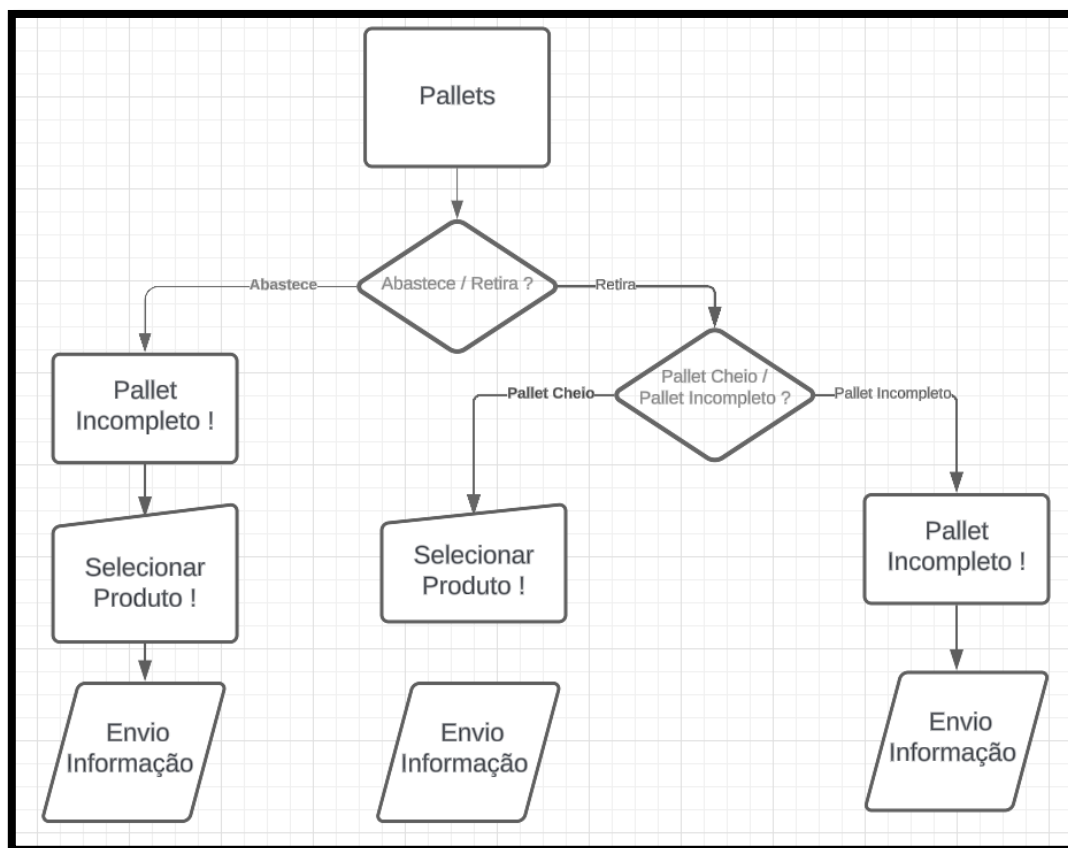 Pallets
Abastece / Retira ?
Abastece
Retira
Pallet
Incompleto !
Pallet Cheio /
Pallet Incompleto ?
Pallet Cheio
Pallet Incompleto
Selecionar
Produto !
Selecionar
Produto !
Pallet
Incompleto !
Envio
Informação
Envio
Informação
Envio
Informação